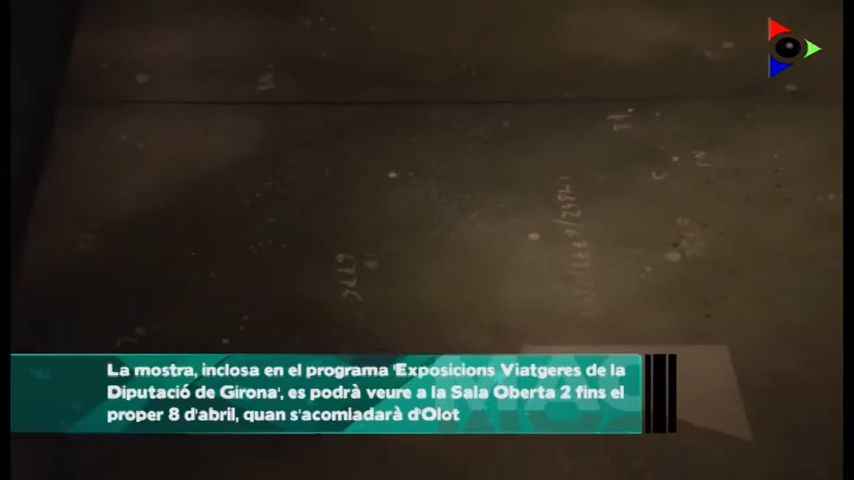 La mostra, inclosa en el programa 'Exposicions Viatgeres de la
Diputació de Girona', es podrà veure a la Sala Oberta 2 fins el
proper 8 d'abril, quan s'acomladarà d'Olot